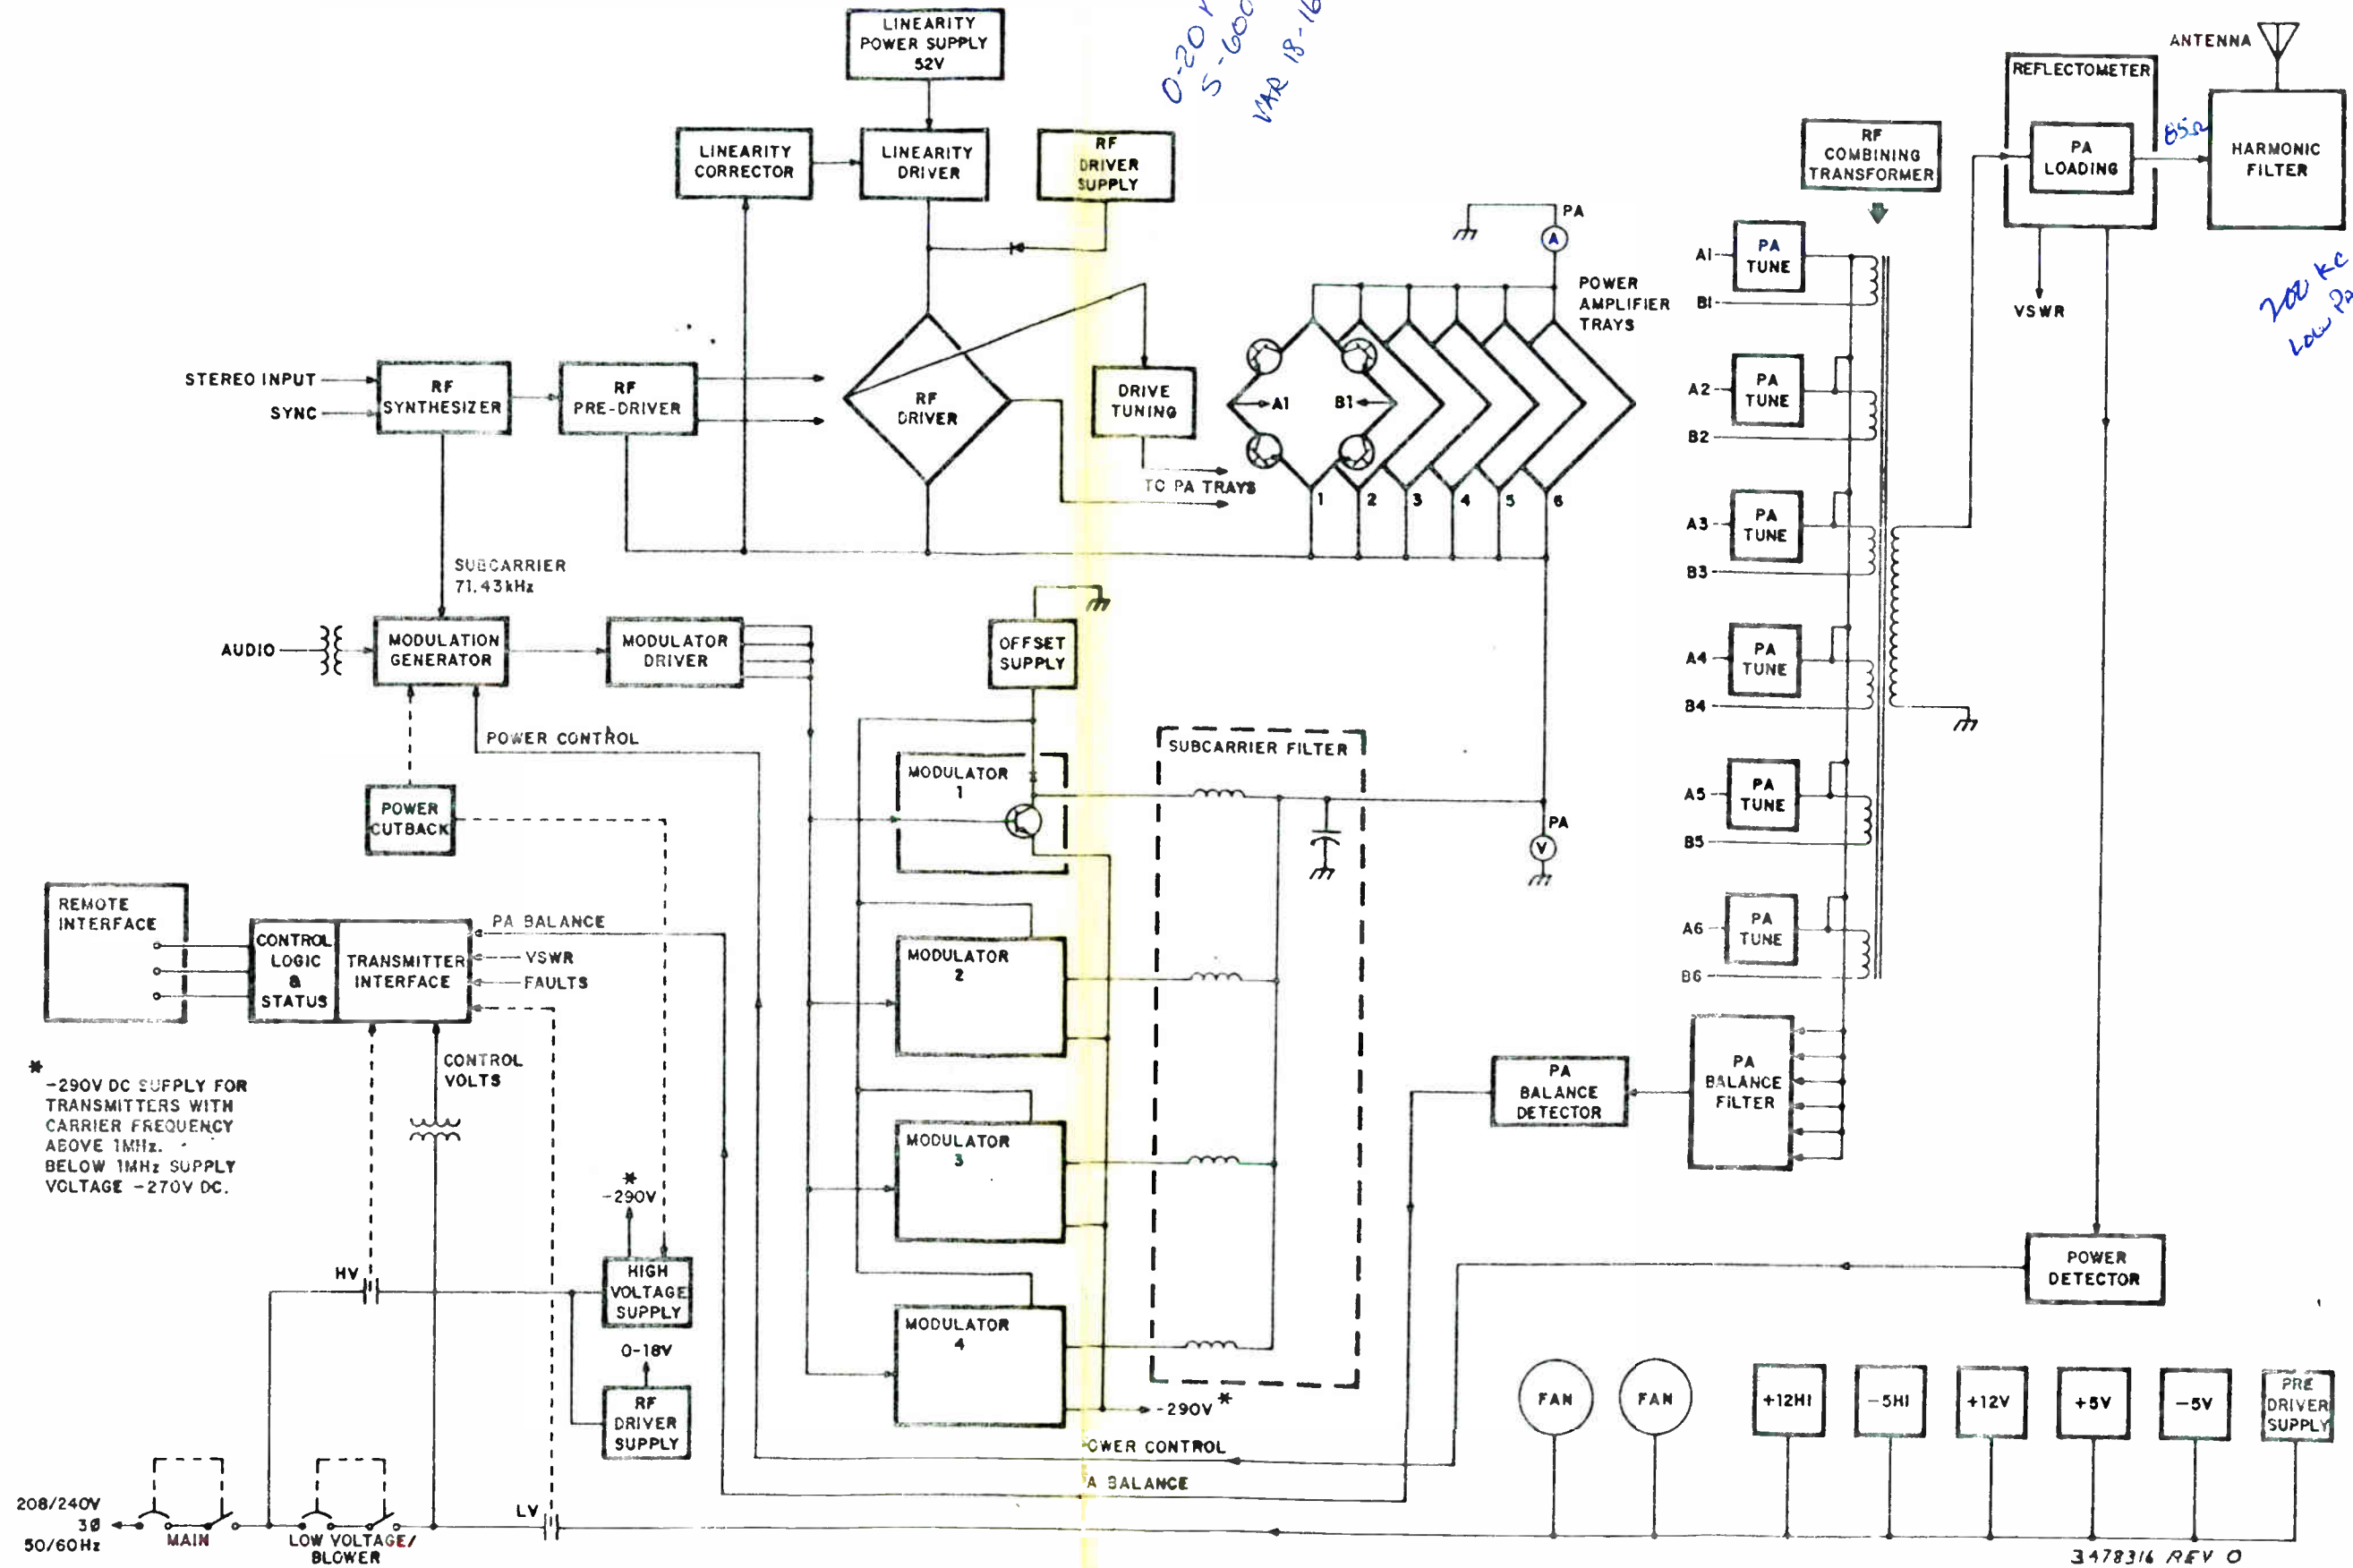 LINEARITY
POWER SUPPLY
52V
0-20
VAR 18-16
ANTENNA
REFLECTOMETER
PA
LOADING
85Ω
HARMONIC
FILTER
200 KC
LOW
VSWR
LINEARITY
CORRECTOR
LINEARITY
DRIVER
RF
DRIVER
SUPPLY
RF
COMBINING
TRANSFORMER
PA
A
POWER
AMPLIFIER
TRAYS
STEREO INPUT
SYNC
RF
SYNTHESIZER
RF
PRE-DRIVER
RF
DRIVER
DRIVE
TUNING
TO PA TRAYS
A1
B1
1
2
3
4
5
6
A1
PA
TUNE
B1
A2
PA
TUNE
B2
A3
PA
TUNE
B3
A4
PA
TUNE
B4
A5
PA
TUNE
B5
A6
PA
TUNE
B6
SUBCARRIER
71.43kHz
AUDIO
MODULATION
GENERATOR
MODULATOR
DRIVER
OFFSET
SUPPLY
POWER CONTROL
POWER
CUTBACK
MODULATOR
1
SUBCARRIER FILTER
PA
V
REMOTE
INTERFACE
CONTROL
LOGIC
&
STATUS
TRANSMITTER
INTERFACE
PA BALANCE
VSWR
FAULTS
MODULATOR
2
CONTROL
VOLTS
*
-290V DC SUPPLY FOR
TRANSMITTERS WITH
CARRIER FREQUENCY
ABOVE 1MHz.
BELOW 1MHz SUPPLY
VOLTAGE -270V DC.
PA
BALANCE
DETECTOR
PA
BALANCE
FILTER
MODULATOR
3
*
-290V
HV
HIGH
VOLTAGE
SUPPLY
POWER
DETECTOR
MODULATOR
4
0-18V
RF
DRIVER
SUPPLY
-290V *
FAN
FAN
+12HI
-5HI
+12V
+5V
-5V
PRE
DRIVER
SUPPLY
OWER CONTROL
A BALANCE
208/240V
3Ø
50/60Hz
MAIN
LOW VOLTAGE/
BLOWER
LV
3478316 REV 0